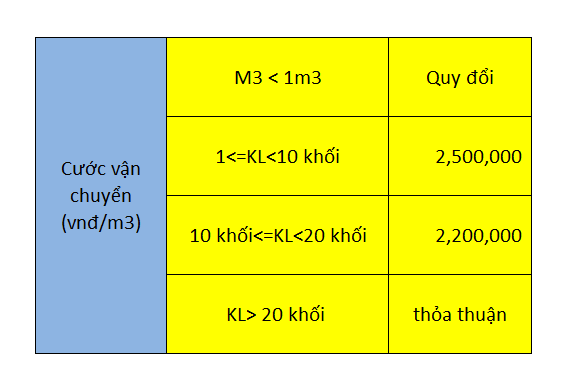 M3 < 1m3
Quy đổi
Cước vận
chuyển
(vnđ/m3)
1<=KL<10 khối
2,500,000
10 khối<=KL<20 khối
2,200,000
KL> 20 khối
thỏa thuận